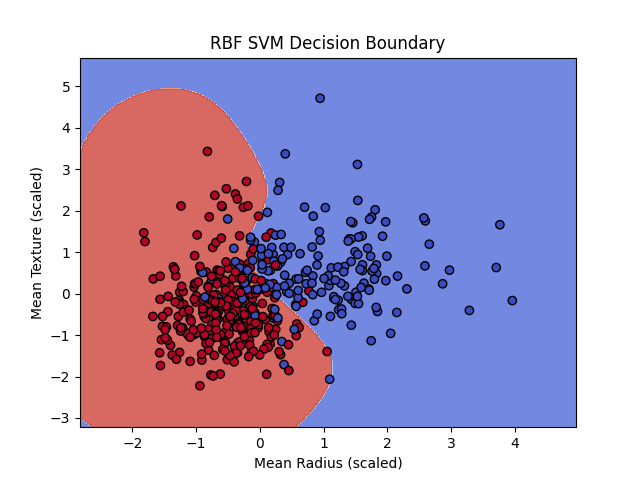 RBF SVM Decision Boundary
Mean Texture (scaled)
5
4
3
2
1
0
−1
−2
−3
−2 −1 0 1 2 3 4
Mean Radius (scaled)